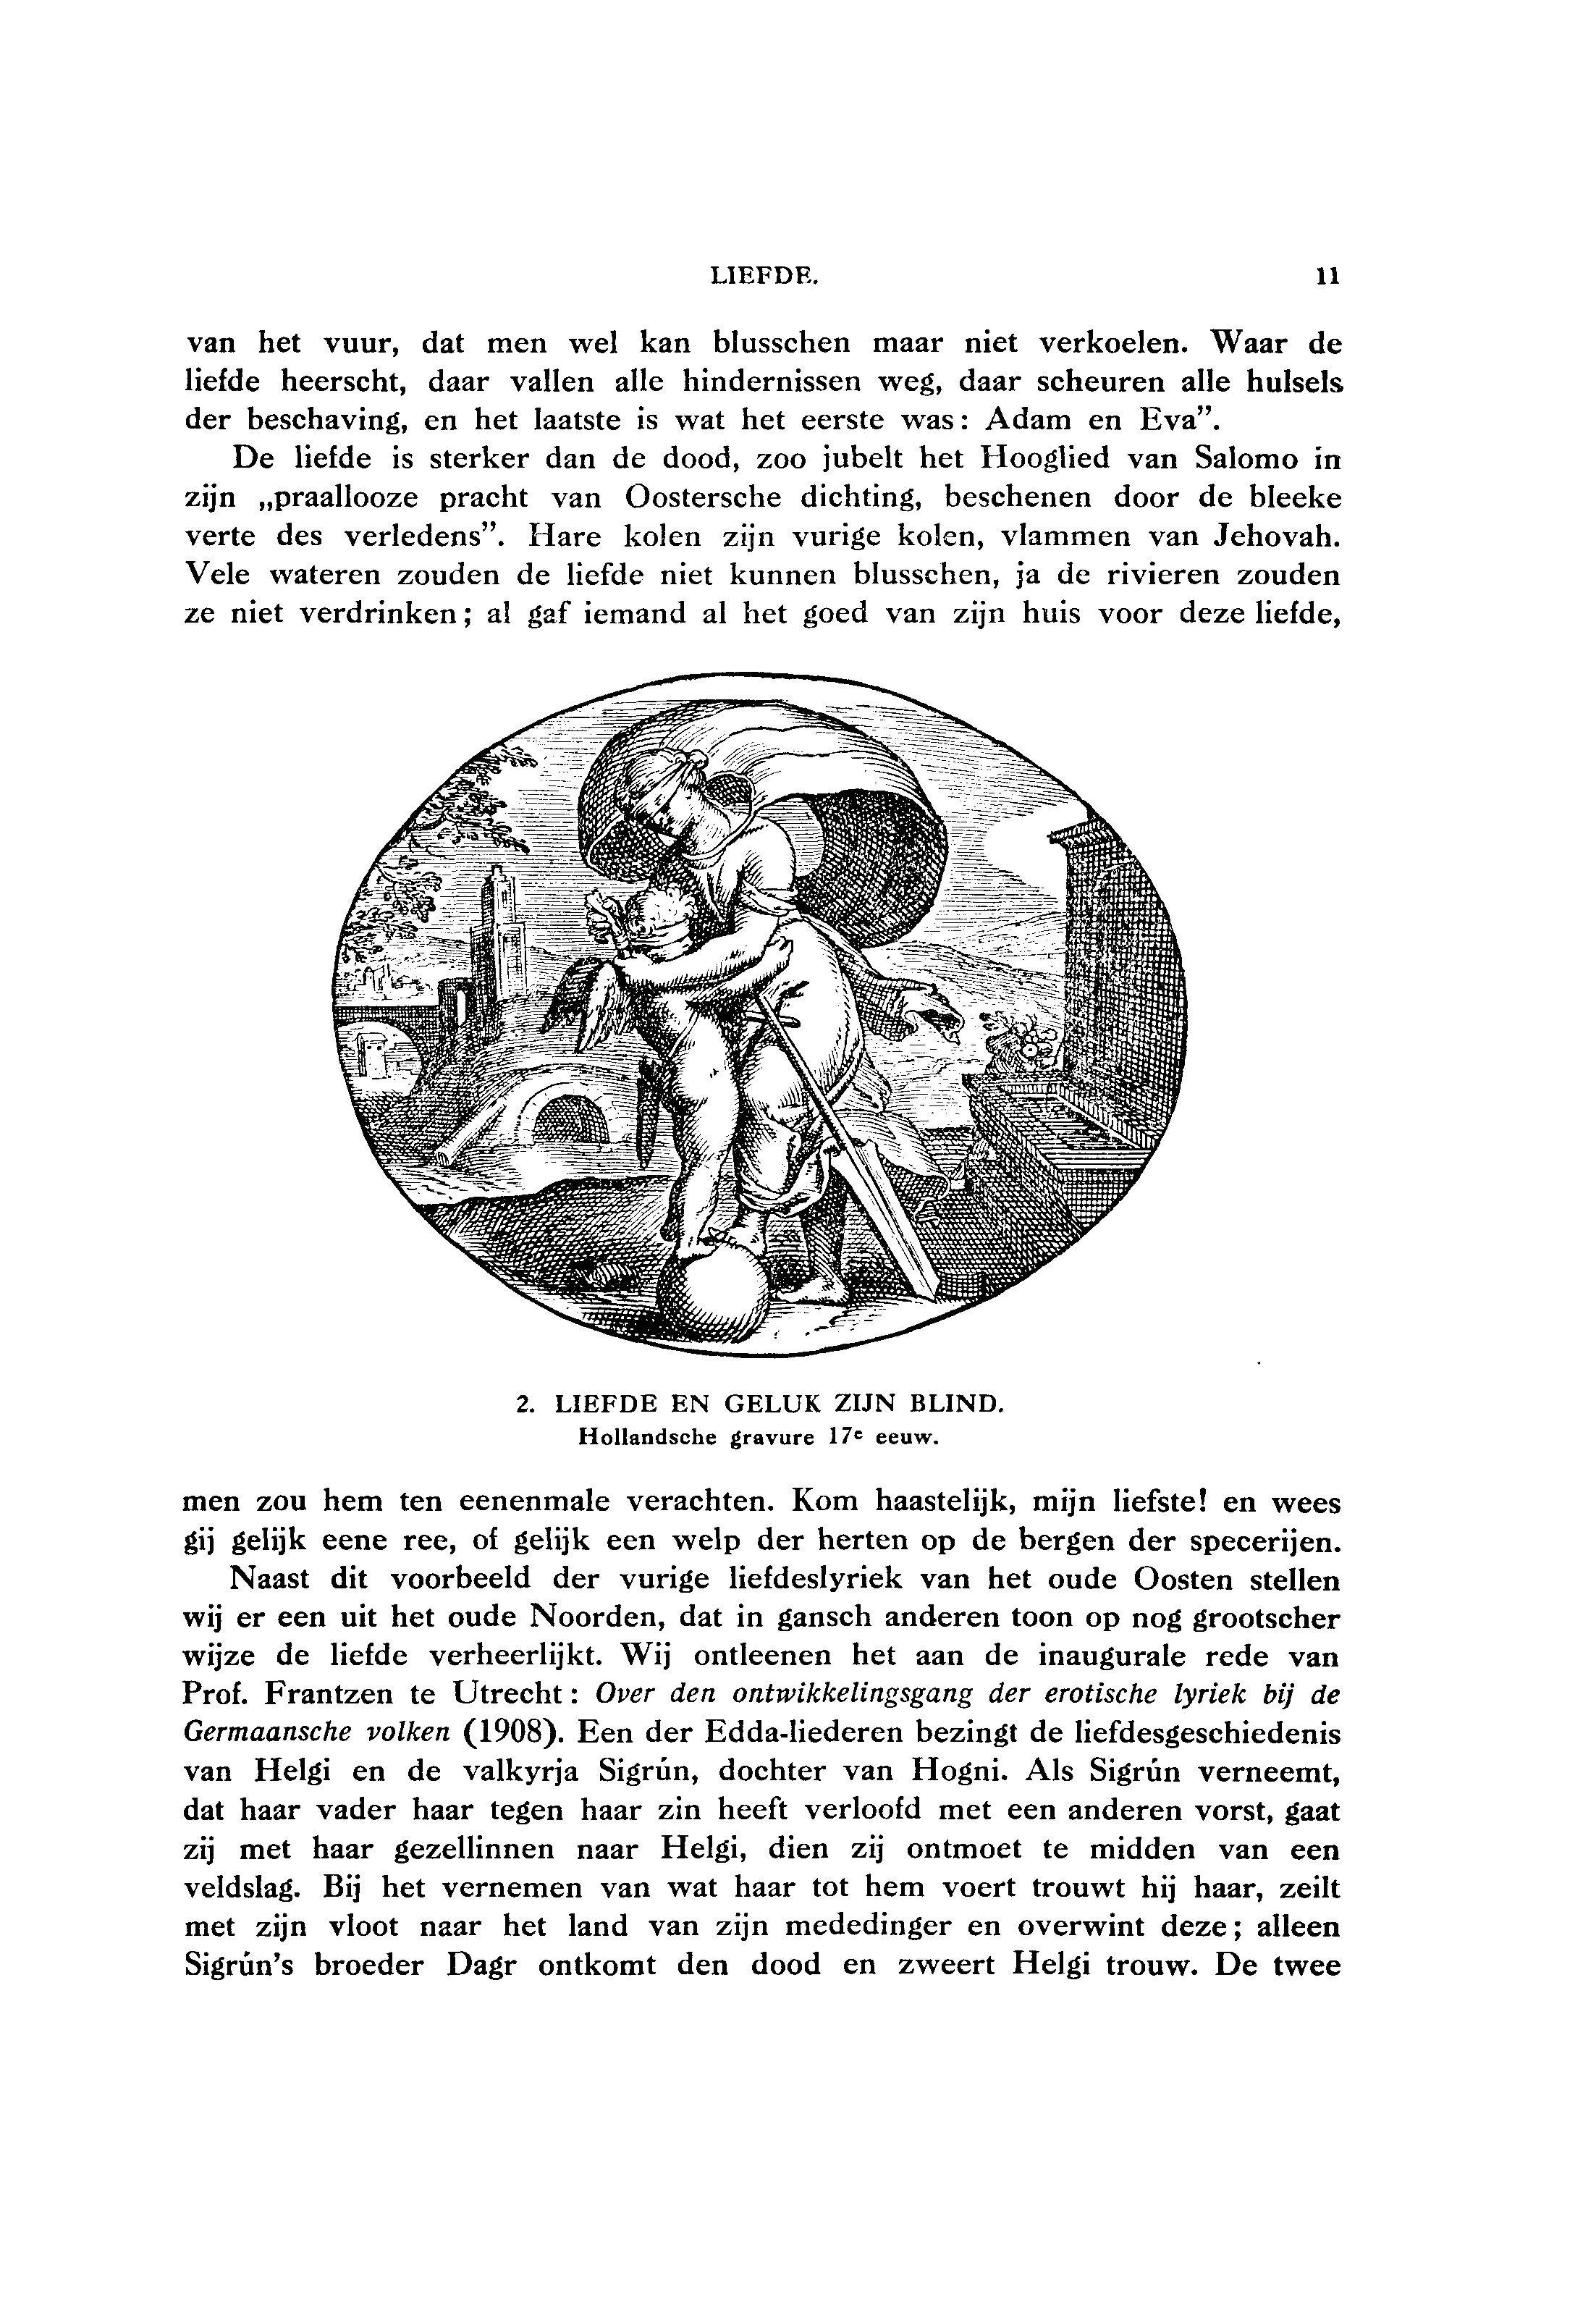 LIEFDE. 11
van het vuur, dat men wel kan blusschen maar niet verkoelen. Waar de
liefde heerscht, daar vallen alle hindernissen weg, daar scheuren alle hulsels
der beschaving, en het laatste is wat het eerste was: Adam en Eva”.
De liefde is sterker dan de dood, zoo jubelt het Hooglied van Salomo in
zijn „praallooze pracht van Oostersche dichting, beschenen door de bleeke
verte des verledens”. Hare kolen zijn vurige kolen, vlammen van Jehovah.
Vele wateren zouden de liefde niet kunnen blusschen, ja de rivieren zouden
ze niet verdrinken; al gaf iemand al het goed van zijn huis voor deze liefde,
2. LIEFDE EN GELUK ZIJN BLIND.
Hollandsche gravure 17e eeuw.
men zou hem ten eenenmale verachten. Kom haastelijk, mijn liefste! en wees
gij gelijk eene ree, of gelijk een welp der herten op de bergen der specerijen.
Naast dit voorbeeld der vurige liefdeslyriek van het oude Oosten stellen
wij er een uit het oude Noorden, dat in gansch anderen toon op nog grootscher
wijze de liefde verheerlijkt. Wij ontleenen het aan de inaugurale rede van
Prof. Frantzen te Utrecht: Over den ontwikkelingsgang der erotische lyriek bij de
Germaansche volken (1908). Een der Edda-liederen bezingt de liefdesgeschiedenis
van Helgi en de valkyrja Sigrún, dochter van Hogni. Als Sigrún verneemt,
dat haar vader haar tegen haar zin heeft verloofd met een anderen vorst, gaat
zij met haar gezellinnen naar Helgi, dien zij ontmoet te midden van een
veldslag. Bij het vernemen van wat haar tot hem voert trouwt hij haar, zeilt
met zijn vloot naar het land van zijn mededinger en overwint deze; alleen
Sigrún’s broeder Dagr ontkomt den dood en zweert Helgi trouw. De twee